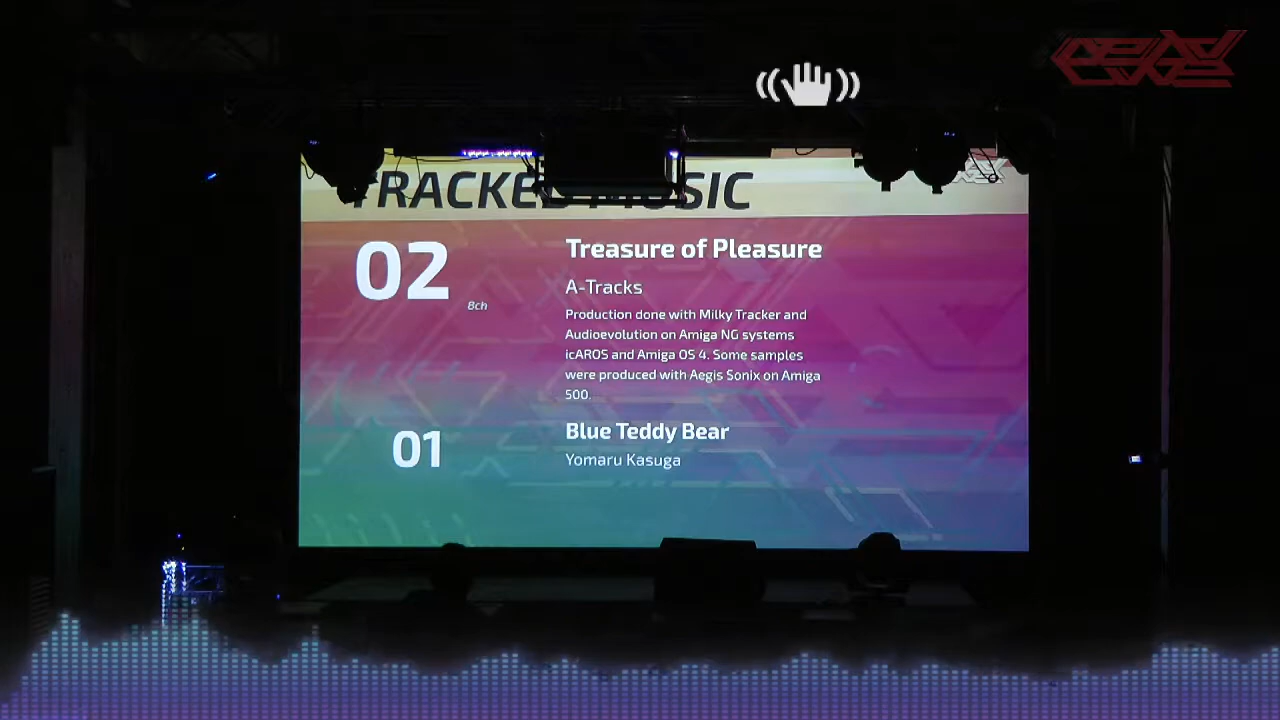 TRACKED MUSIC
02
8ch
Treasure of Pleasure
A-Tracks
Production done with Milky Tracker and
Audioevolution on Amiga NG systems
icAROS and Amiga OS 4. Some samples
were produced with Aegis Sonix on Amiga
500.
01
Blue Teddy Bear
Yomaru Kasuga